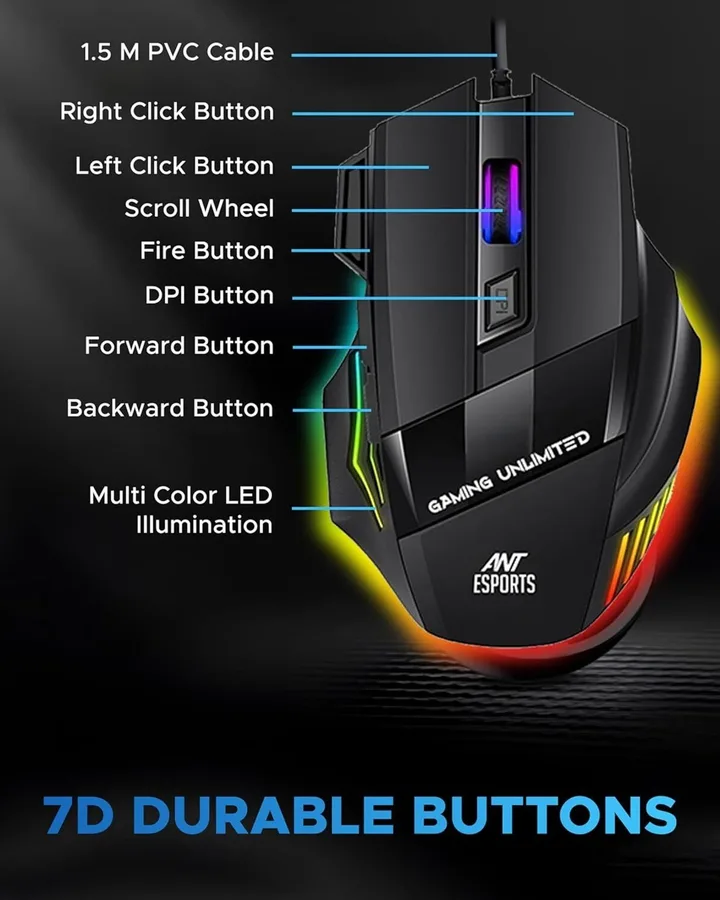 1.5 M PVC Cable
Right Click Button
Left Click Button
Scroll Wheel
Fire Button
DPI Button
DPI
Forward Button
Backward Button
GAMING UNLIMITED
Multi Color LED
Illumination
ANT
ESPORTS
7D DURABLE BUTTONS